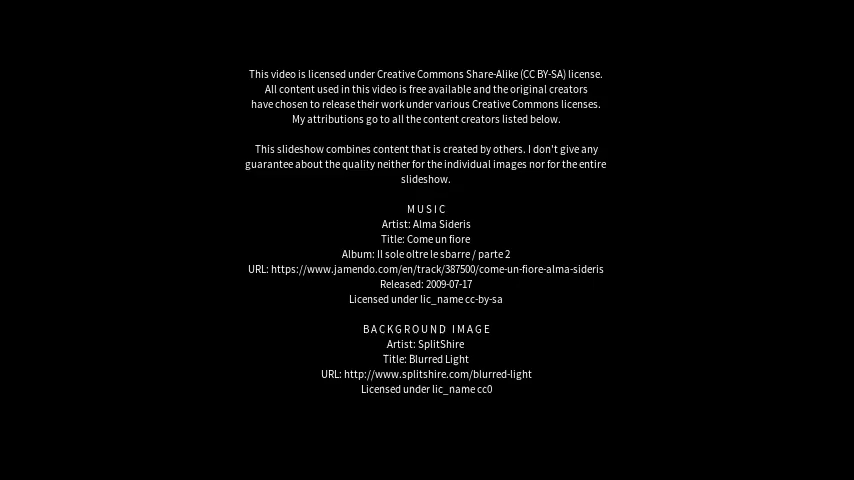 This video is licensed under Creative Commons Share-Alike (CC BY-SA) license.
All content used in this video is free available and the original creators
have chosen to release their work under various Creative Commons licenses.
My attributions go to all the content creators listed below.
This slideshow combines content that is created by others. I don't give any
guarantee about the quality neither for the individual images nor for the entire
slideshow.
MUSIC
Artist: Alma Sideris
Title: Come un fiore
Album: Il sole oltre le sbarre / parte 2
URL: https://www.jamendo.com/en/track/387500/come-un-fiore-alma-sideris
Released: 2009-07-17
Licensed under lic_name cc-by-sa
BACKGROUND IMAGE
Artist: SplitShire
Title: Blurred Light
URL: http://www.splitshire.com/blurred-light
Licensed under lic_name cc0